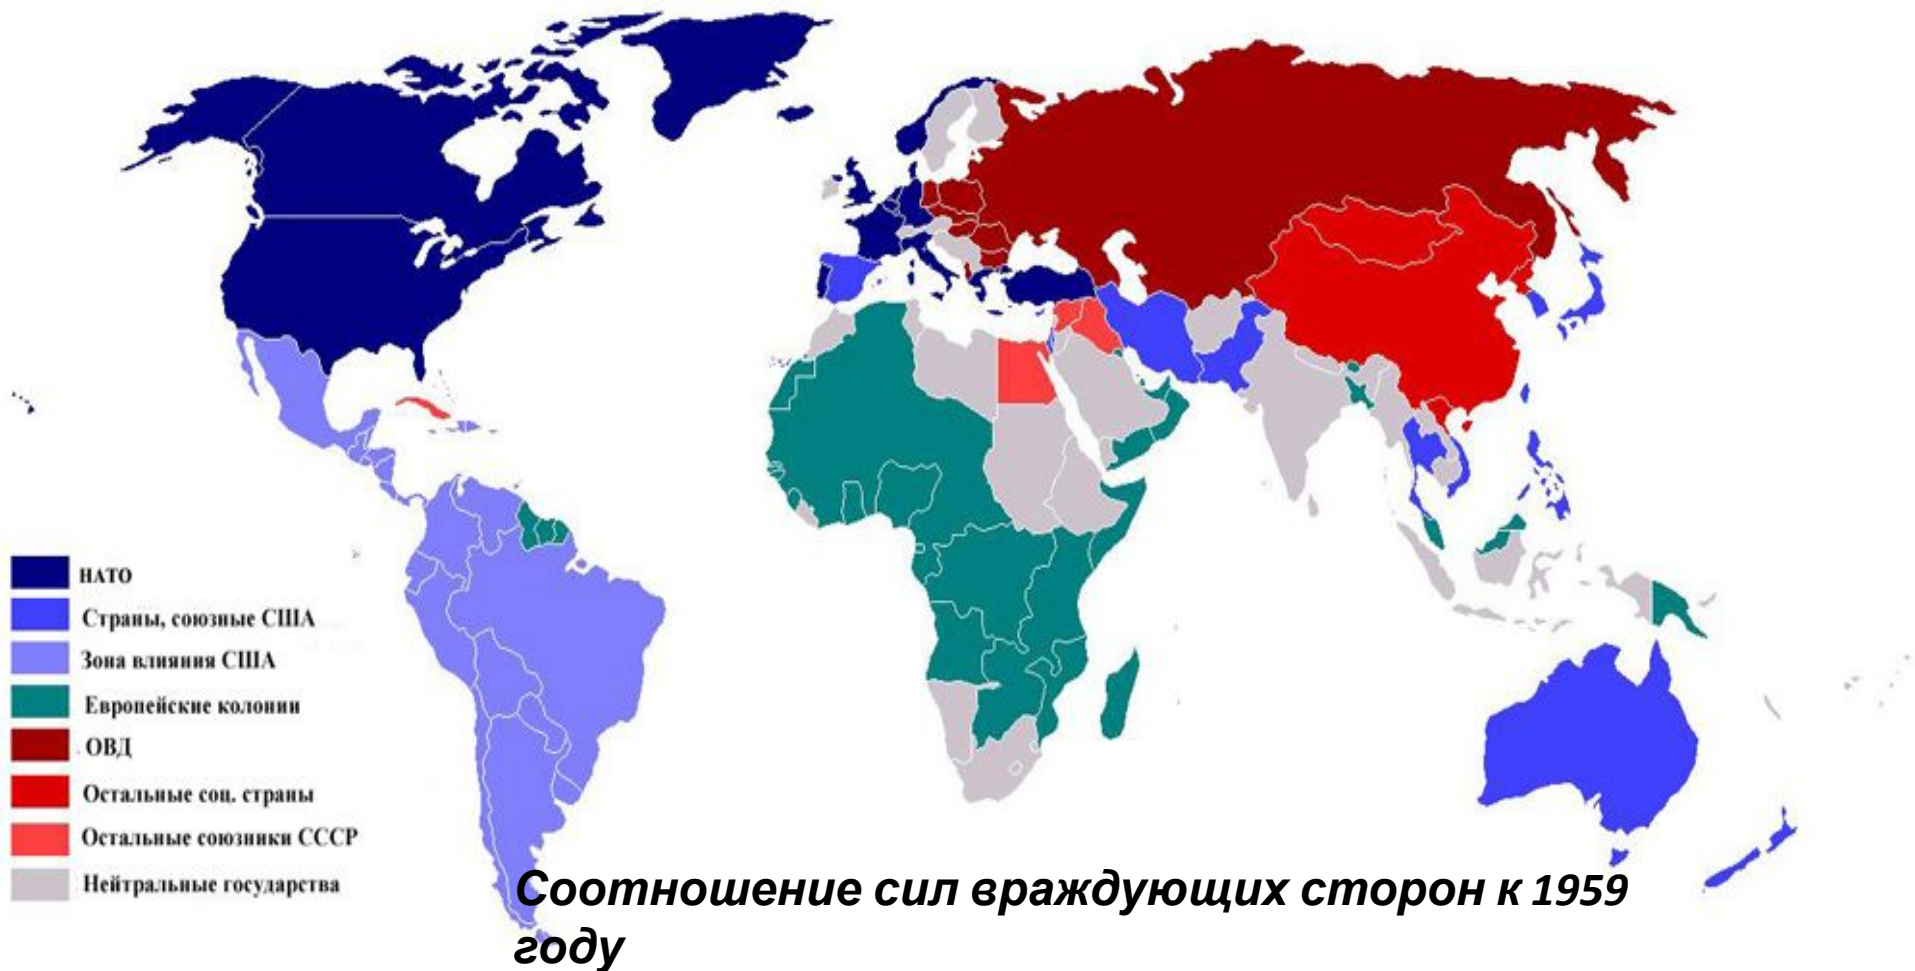 НАТО
Страны, союзные США
Зона влияния США
Европейские колонии
ОВД
Остальные соц. страны
Остальные союзники СССР
Нейтральные государства
Соотношение сил враждующих сторон к 1959
году